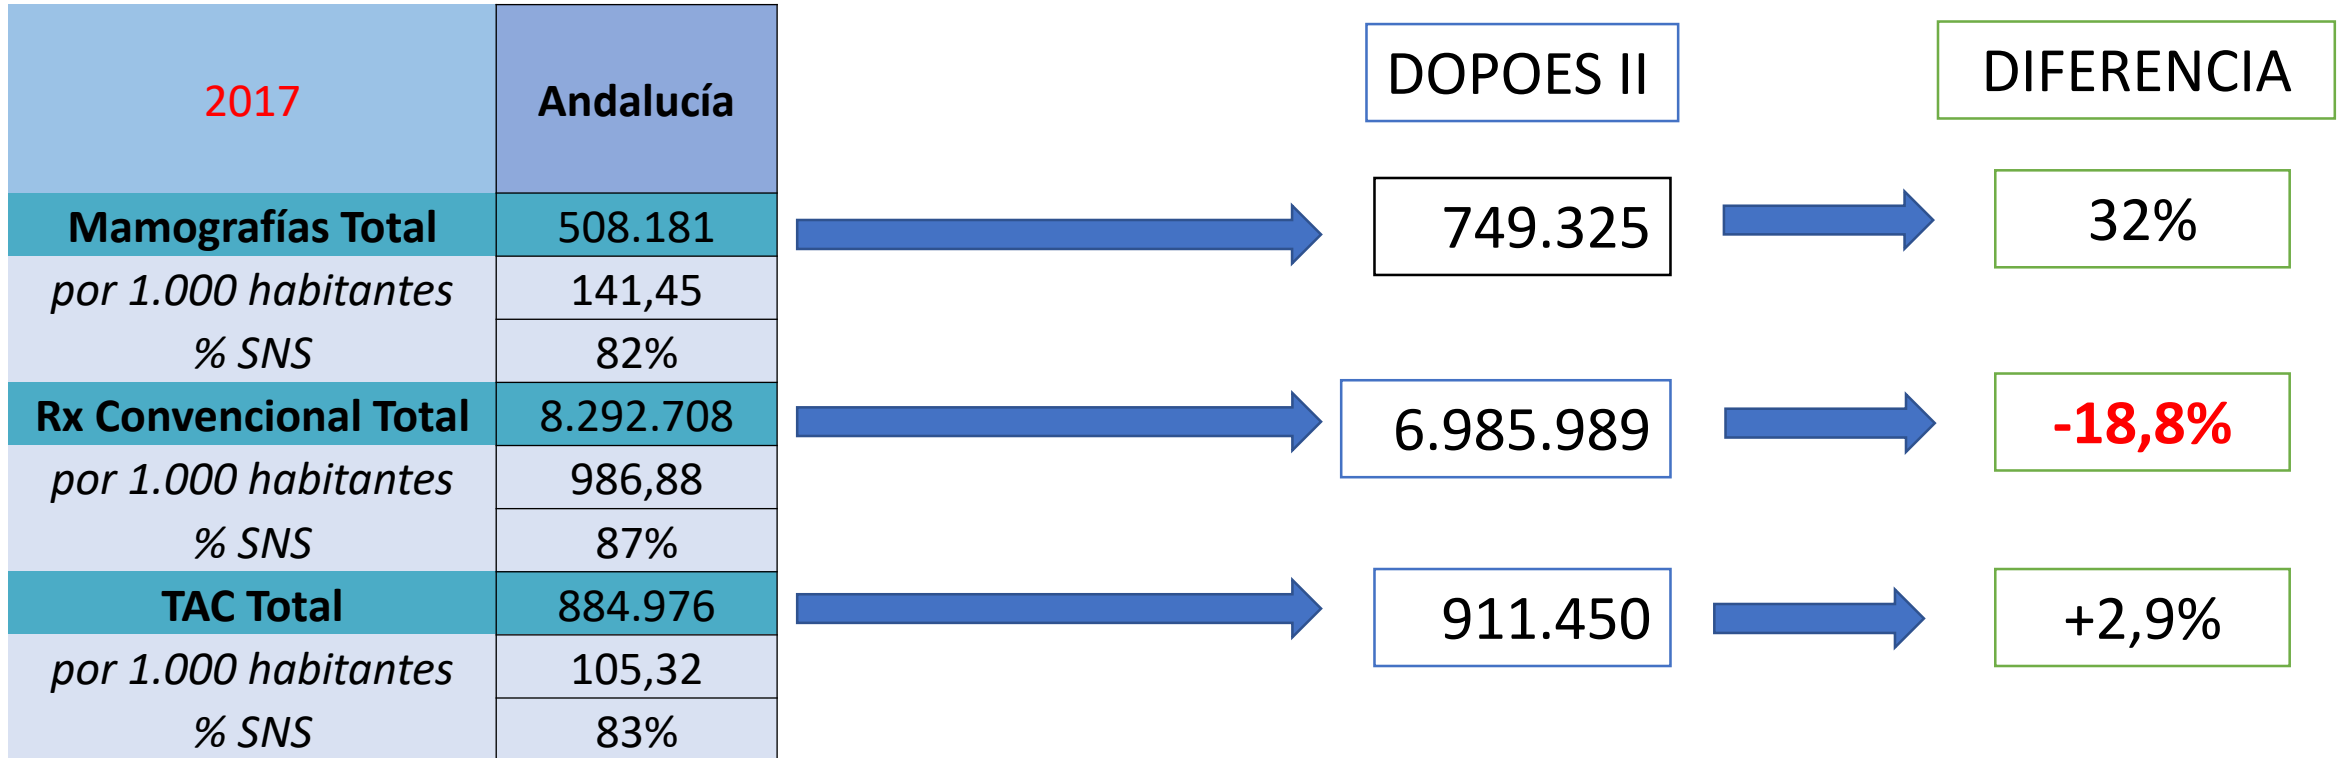 2017 Andalucía DOPOES II DIFERENCIA
Mamografías Total 508.181 749.325 32%
por 1.000 habitantes 141,45
% SNS 82%
Rx Convencional Total 8.292.708 6.985.989 -18,8%
por 1.000 habitantes 986,88
% SNS 87%
TAC Total 884.976 911.450 +2,9%
por 1.000 habitantes 105,32
% SNS 83%